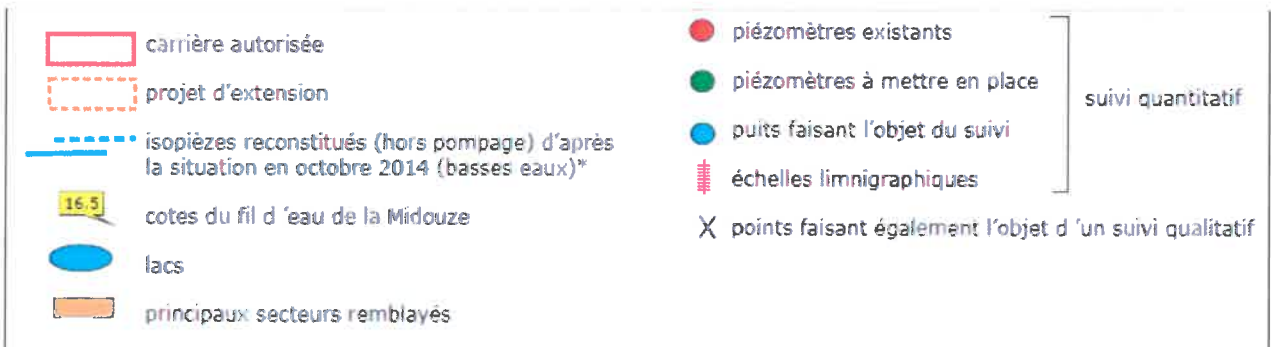 carrière autorisée
projet d'extension
isopièzes reconstitués (hors pompage) d'après
la situation en octobre 2014 (basses eaux)*
16.5
cotes du fil d 'eau de la Midouze
lacs
principaux secteurs remblayés
piézomètres existants
piézomètres à mettre en place
puits faisant l'objet du suivi
échelles limnigraphiques
suivi quantitatif
X points faisant également l'objet d 'un suivi qualitatif